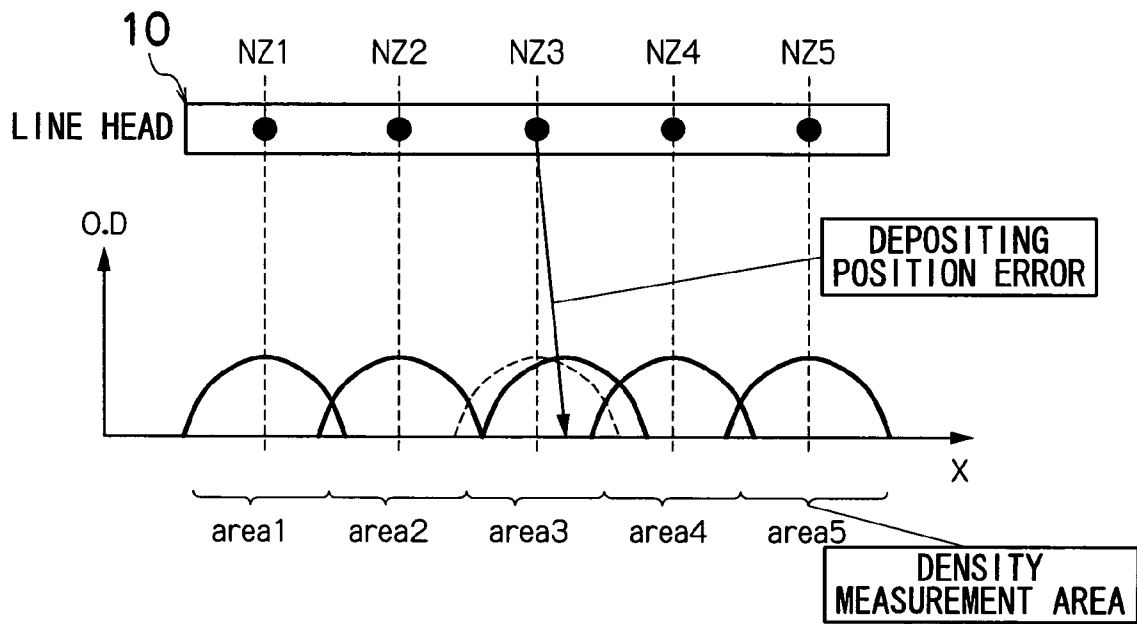 10
NZ1 NZ2 NZ3 NZ4 NZ5
LINE HEAD
O.D
DEPOSITING
POSITION ERROR
X
area1 area2 area3 area4 area5
DENSITY
MEASUREMENT AREA